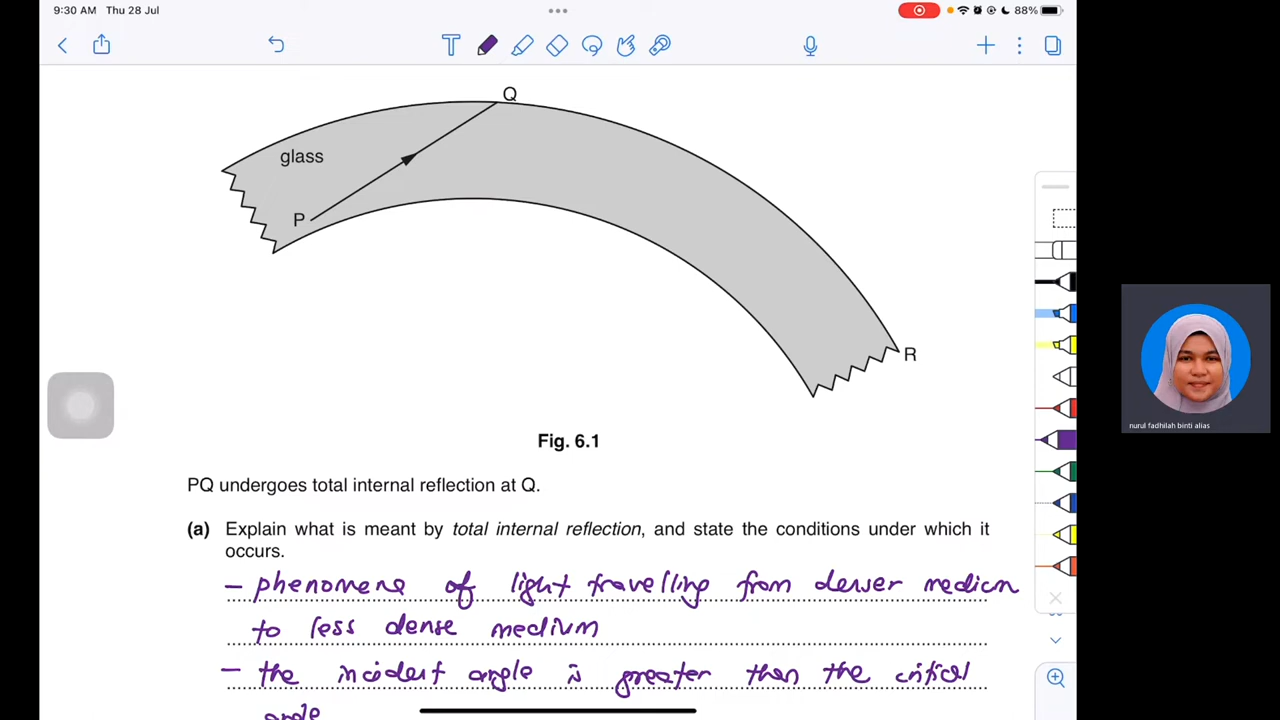 9:30 AM Thu 28 Jul
88%
T
Q
glass
P
R
Fig. 6.1
nurul fadhilah binti alias
PQ undergoes total internal reflection at Q.
(a) Explain what is meant by total internal reflection, and state the conditions under which it
occurs.
- phenomena of light travelling from denser medium
to less dense medium
- the incident angle is greater than the critical
angle